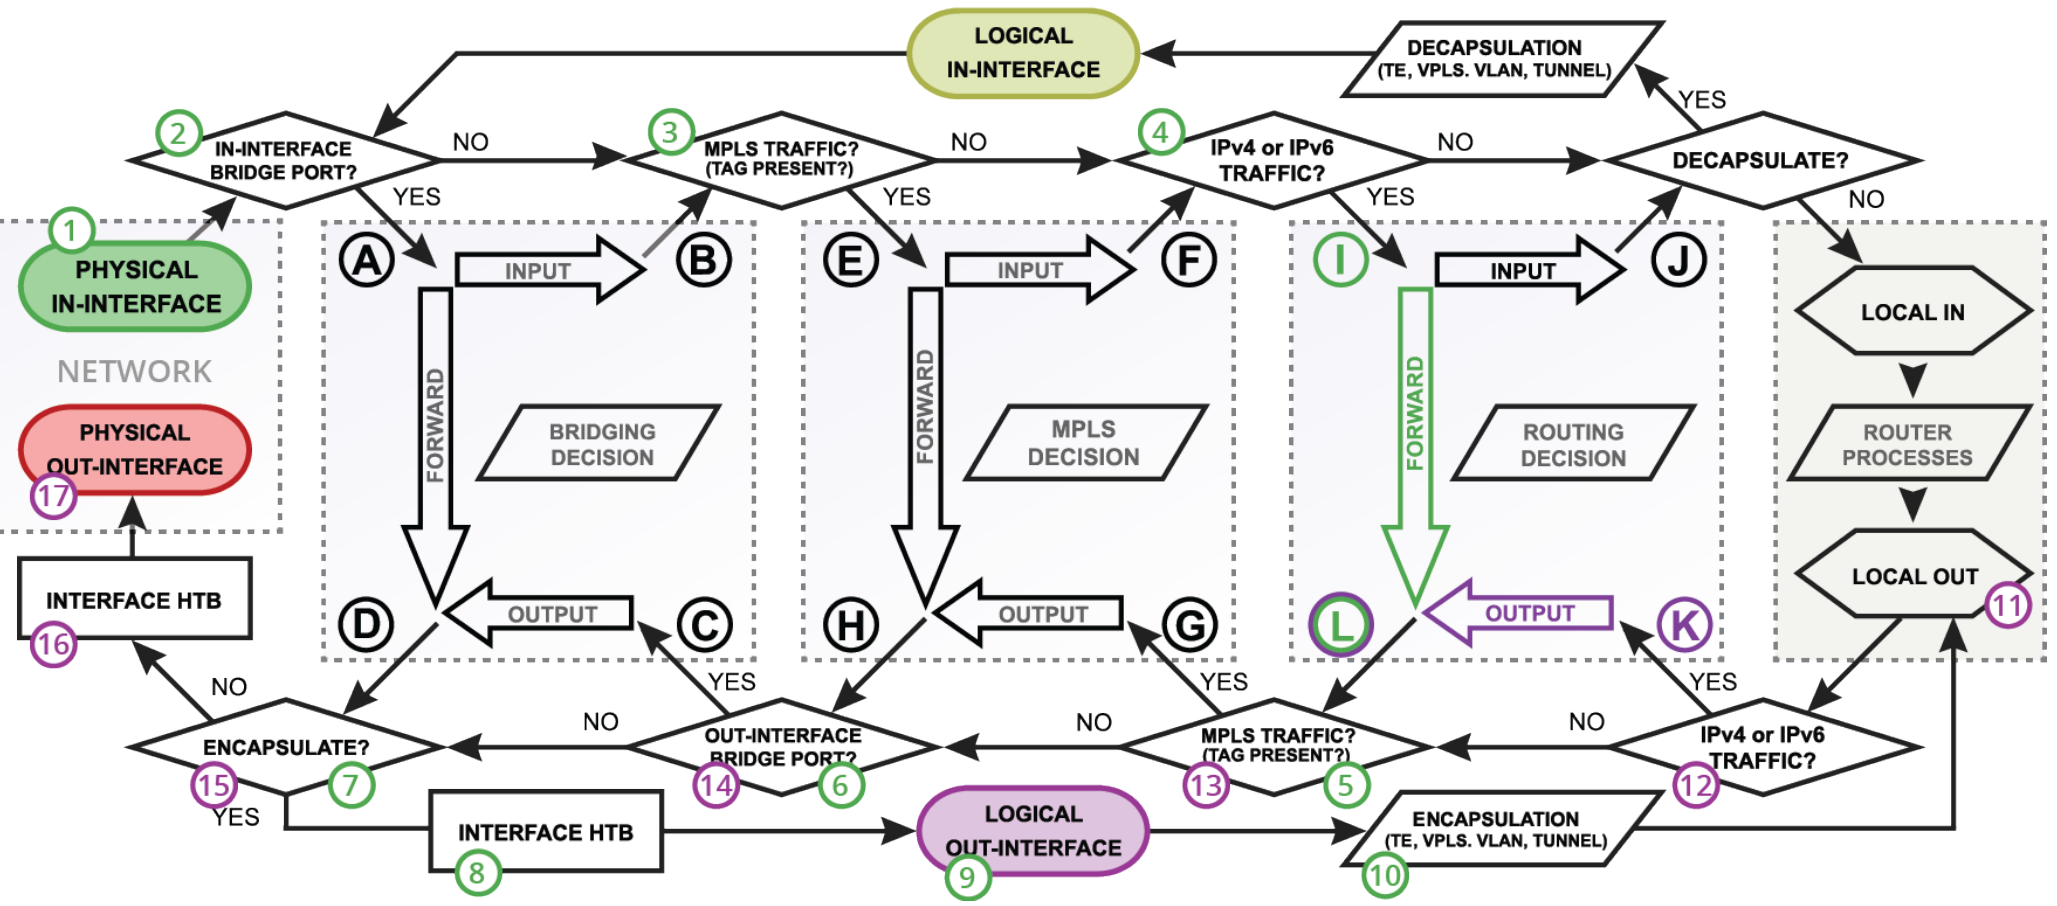 LOGICAL
IN-INTERFACE
DECAPSULATION
(TE, VPLS. VLAN, TUNNEL)
YES
2
IN-INTERFACE
BRIDGE PORT?
NO
3
MPLS TRAFFIC?
(TAG PRESENT?)
NO
4
IPv4 or IPv6
TRAFFIC?
NO
DECAPSULATE?
YES
YES
YES
NO
1
PHYSICAL
IN-INTERFACE
A
INPUT
B
E
INPUT
F
I
INPUT
J
LOCAL IN
NETWORK
FORWARD
FORWARD
FORWARD
PHYSICAL
OUT-INTERFACE
17
BRIDGING
DECISION
MPLS
DECISION
ROUTING
DECISION
ROUTER
PROCESSES
INTERFACE HTB
16
D
OUTPUT
C
H
OUTPUT
G
L
OUTPUT
K
LOCAL OUT
11
NO
YES
YES
YES
ENCAPSULATE?
15
7
NO
OUT-INTERFACE
BRIDGE PORT?
14
6
NO
MPLS TRAFFIC?
(TAG PRESENT?)
13
5
NO
IPv4 or IPv6
TRAFFIC?
12
YES
INTERFACE HTB
8
LOGICAL
OUT-INTERFACE
9
ENCAPSULATION
(TE, VPLS. VLAN, TUNNEL)
10